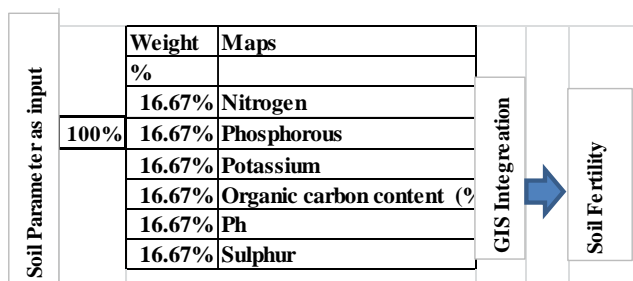 Soil Parameter as input
100%
Weight Maps
%
16.67% Nitrogen
16.67% Phosphorous
16.67% Potassium
16.67% Organic carbon content (%
16.67% Ph
16.67% Sulphur
GIS Integreation
Soil Fertility